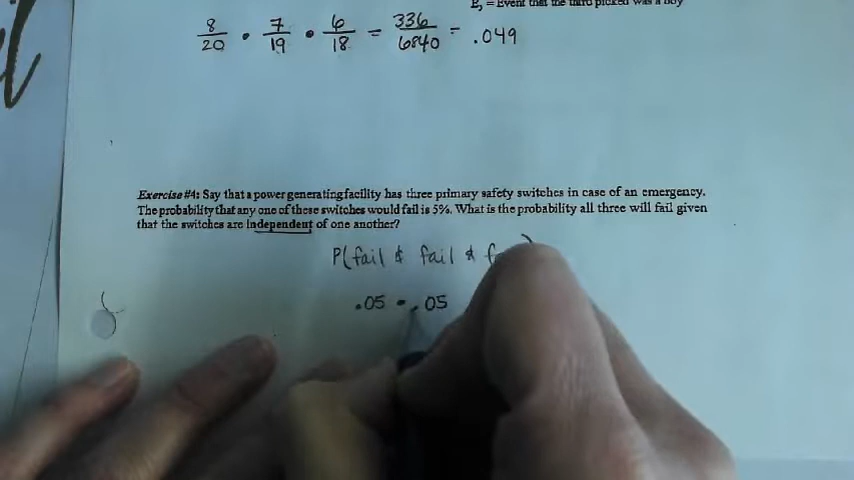 E₃ = Event that the third picked was a boy
8/20 · 7/19 · 6/18 = 336/6840 = .049
Exercise #4: Say that a power generating facility has three primary safety switches in case of an emergency.
The probability that any one of these switches would fail is 5%. What is the probability all three will fail given
that the switches are independent of one another?
P(fail & fail & f
.05 · .05